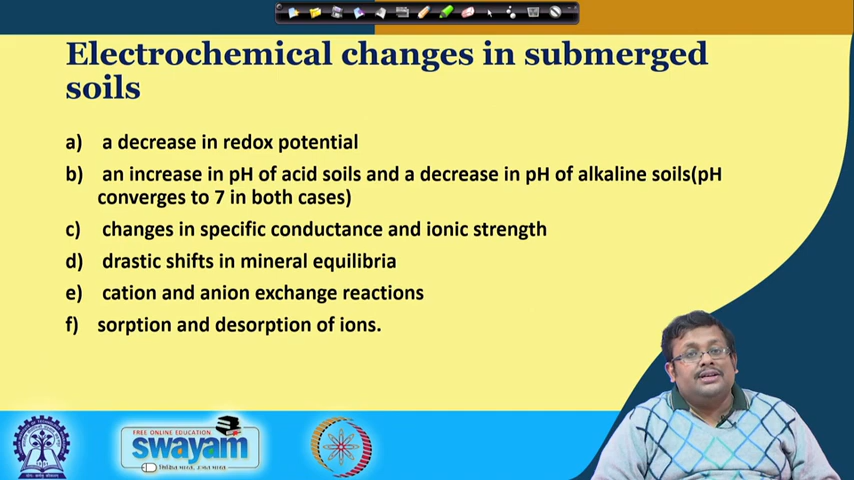 Electrochemical changes in submerged
soils
a) a decrease in redox potential
b) an increase in pH of acid soils and a decrease in pH of alkaline soils(pH
converges to 7 in both cases)
c) changes in specific conductance and ionic strength
d) drastic shifts in mineral equilibria
e) cation and anion exchange reactions
f) sorption and desorption of ions.
FREE ONLINE EDUCATION
swayam